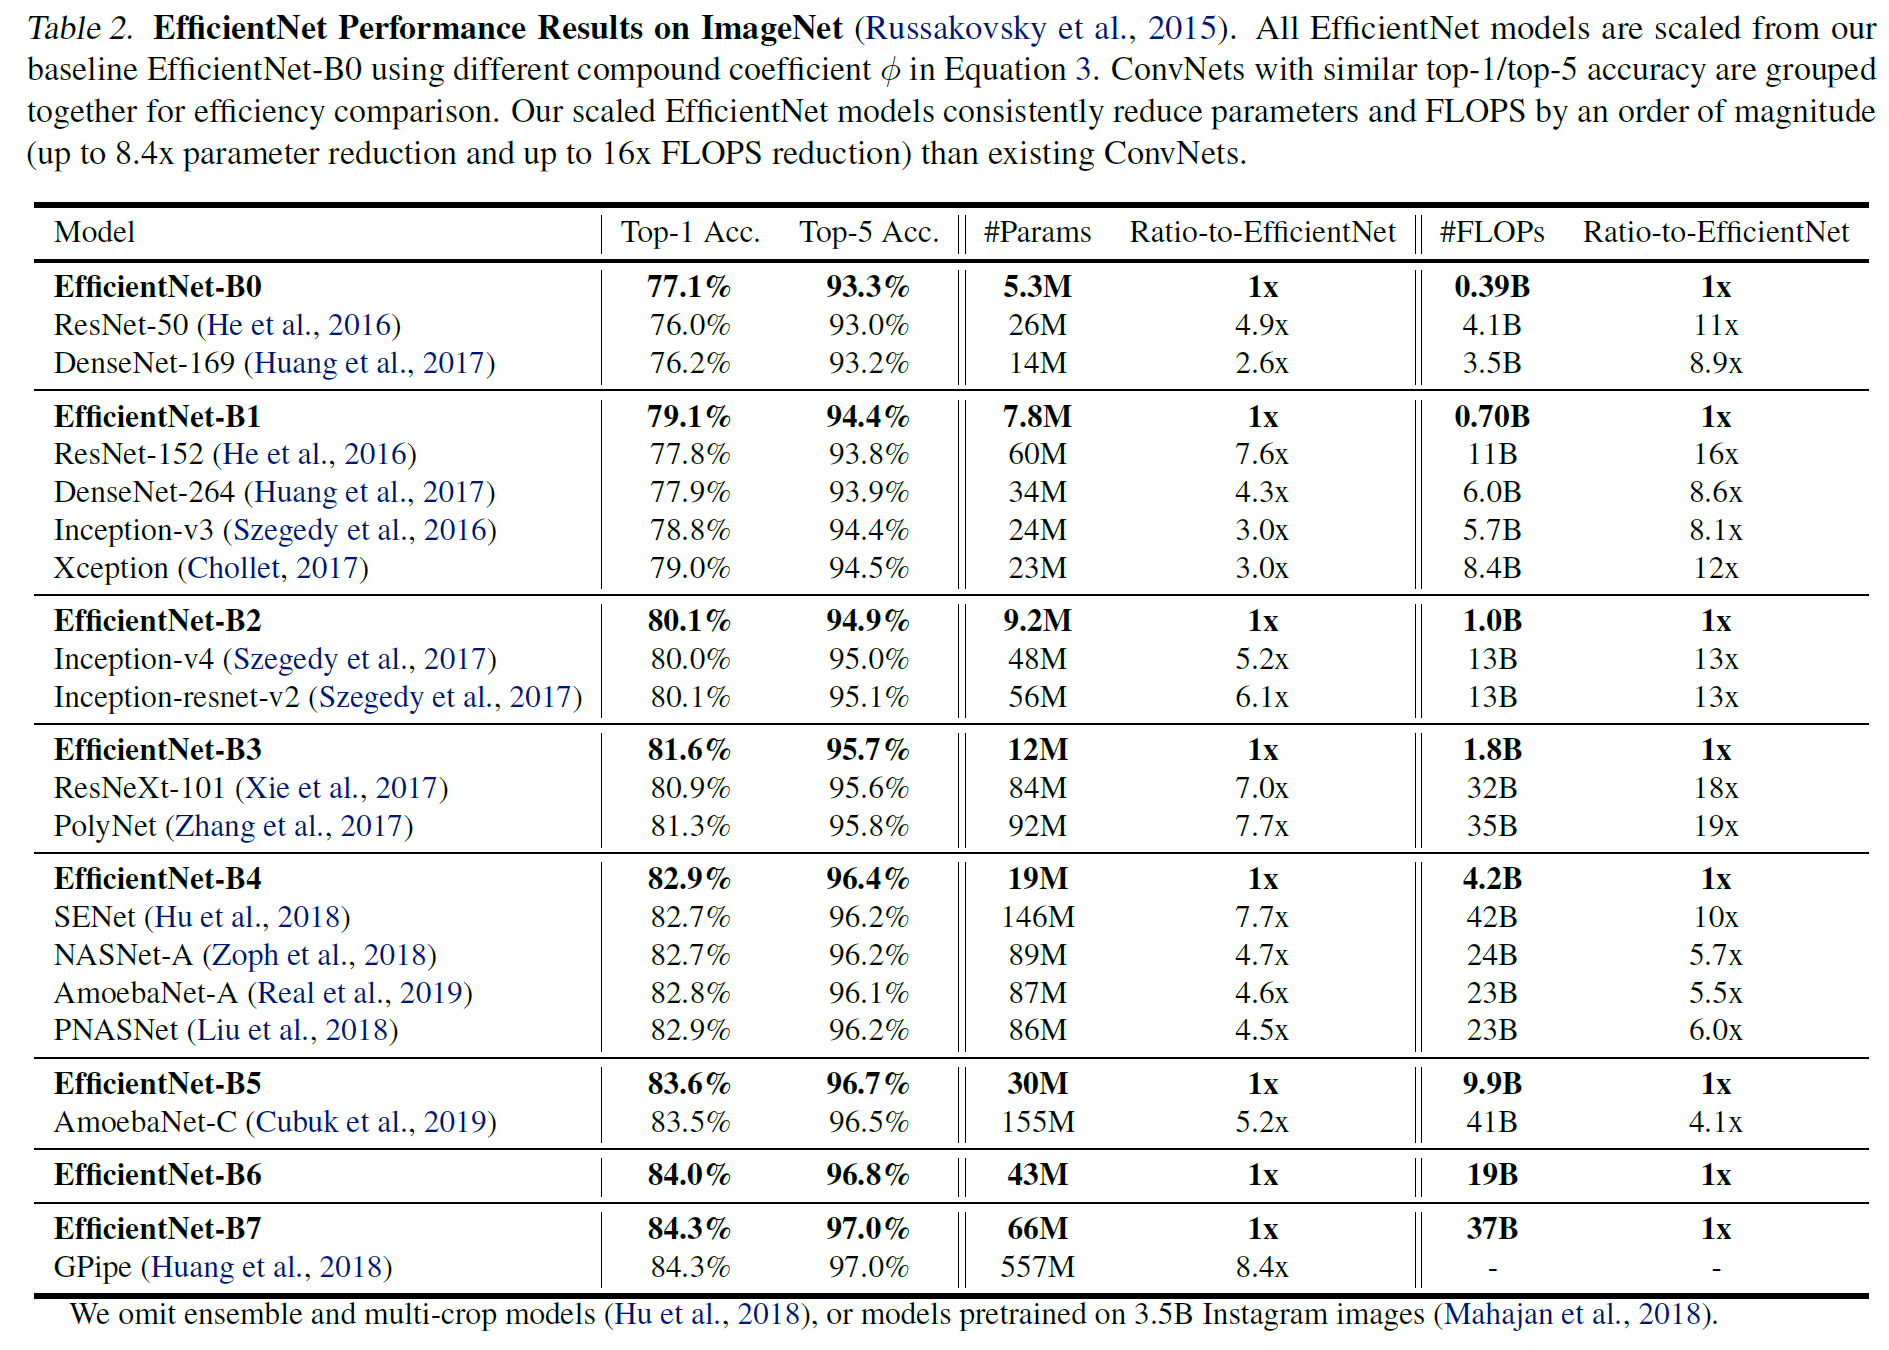 Table 2. EfficientNet Performance Results on ImageNet (Russakovsky et al., 2015). All EfficientNet models are scaled from our
baseline EfficientNet-B0 using different compound coefficient ϕ in Equation 3. ConvNets with similar top-1/top-5 accuracy are grouped
together for efficiency comparison. Our scaled EfficientNet models consistently reduce parameters and FLOPS by an order of magnitude
(up to 8.4x parameter reduction and up to 16x FLOPS reduction) than existing ConvNets.
Model Top-1 Acc. Top-5 Acc. #Params Ratio-to-EfficientNet #FLOPs Ratio-to-EfficientNet
EfficientNet-B0 77.1% 93.3% 5.3M 1x 0.39B 1x
ResNet-50 (He et al., 2016) 76.0% 93.0% 26M 4.9x 4.1B 11x
DenseNet-169 (Huang et al., 2017) 76.2% 93.2% 14M 2.6x 3.5B 8.9x
EfficientNet-B1 79.1% 94.4% 7.8M 1x 0.70B 1x
ResNet-152 (He et al., 2016) 77.8% 93.8% 60M 7.6x 11B 16x
DenseNet-264 (Huang et al., 2017) 77.9% 93.9% 34M 4.3x 6.0B 8.6x
Inception-v3 (Szegedy et al., 2016) 78.8% 94.4% 24M 3.0x 5.7B 8.1x
Xception (Chollet, 2017) 79.0% 94.5% 23M 3.0x 8.4B 12x
EfficientNet-B2 80.1% 94.9% 9.2M 1x 1.0B 1x
Inception-v4 (Szegedy et al., 2017) 80.0% 95.0% 48M 5.2x 13B 13x
Inception-resnet-v2 (Szegedy et al., 2017) 80.1% 95.1% 56M 6.1x 13B 13x
EfficientNet-B3 81.6% 95.7% 12M 1x 1.8B 1x
ResNeXt-101 (Xie et al., 2017) 80.9% 95.6% 84M 7.0x 32B 18x
PolyNet (Zhang et al., 2017) 81.3% 95.8% 92M 7.7x 35B 19x
EfficientNet-B4 82.9% 96.4% 19M 1x 4.2B 1x
SENet (Hu et al., 2018) 82.7% 96.2% 146M 7.7x 42B 10x
NASNet-A (Zoph et al., 2018) 82.7% 96.2% 89M 4.7x 24B 5.7x
AmoebaNet-A (Real et al., 2019) 82.8% 96.1% 87M 4.6x 23B 5.5x
PNASNet (Liu et al., 2018) 82.9% 96.2% 86M 4.5x 23B 6.0x
EfficientNet-B5 83.6% 96.7% 30M 1x 9.9B 1x
AmoebaNet-C (Cubuk et al., 2019) 83.5% 96.5% 155M 5.2x 41B 4.1x
EfficientNet-B6 84.0% 96.8% 43M 1x 19B 1x
EfficientNet-B7 84.3% 97.0% 66M 1x 37B 1x
GPipe (Huang et al., 2018) 84.3% 97.0% 557M 8.4x - -
We omit ensemble and multi-crop models (Hu et al., 2018), or models pretrained on 3.5B Instagram images (Mahajan et al., 2018).